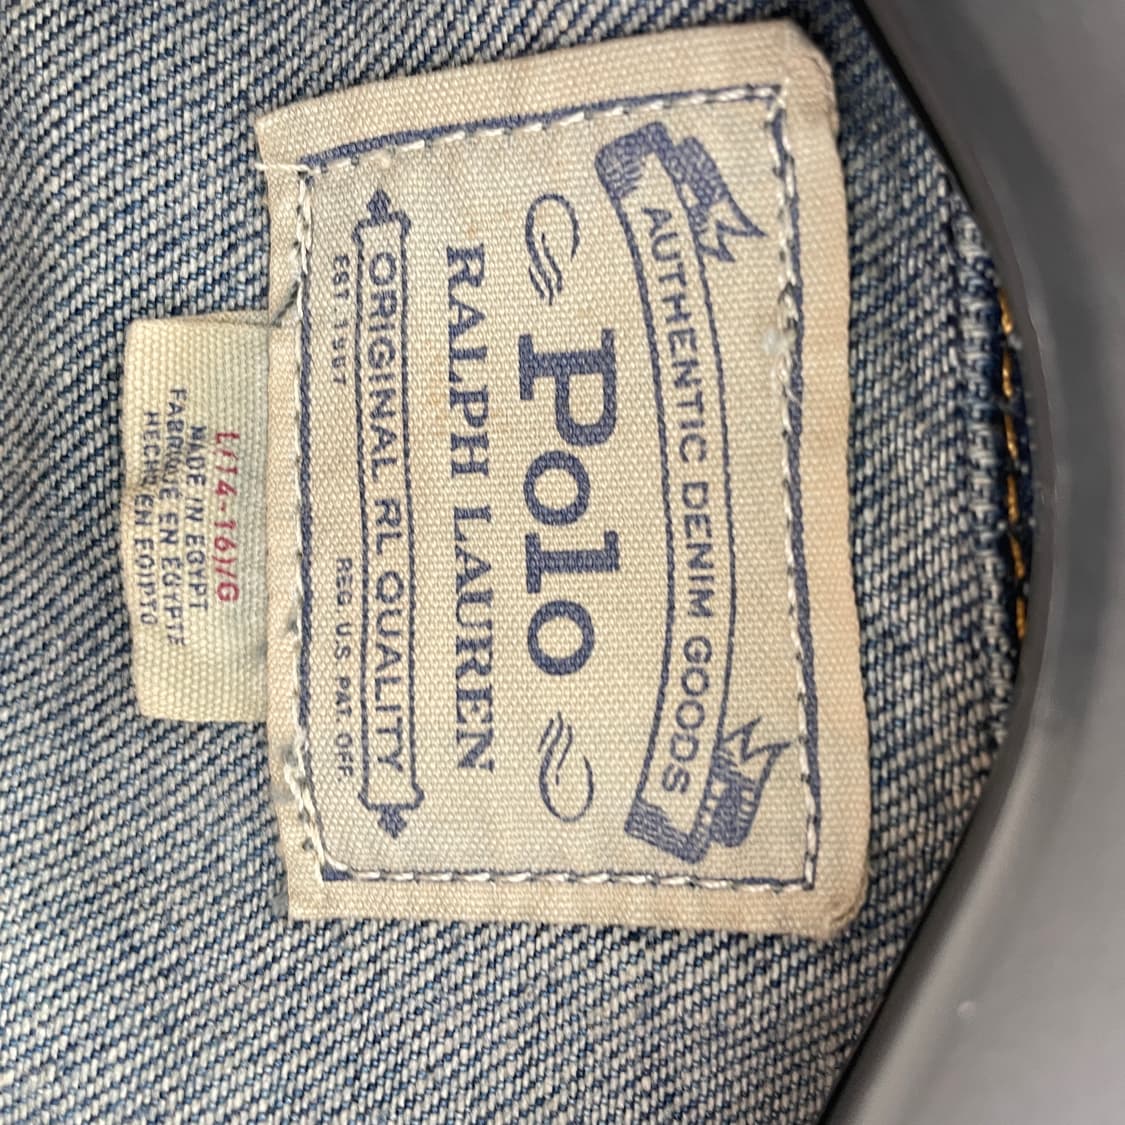 AUTHENTIC DENIM GOODS
Polo
RALPH LAUREN
ORIGINAL RL QUALITY
EST 1967 REG U.S. PAT. OFF.
L(14-16)/G
MADE IN EGYPT
FABRIQUE EN EGYPTE
HECHO EN EGIPTO